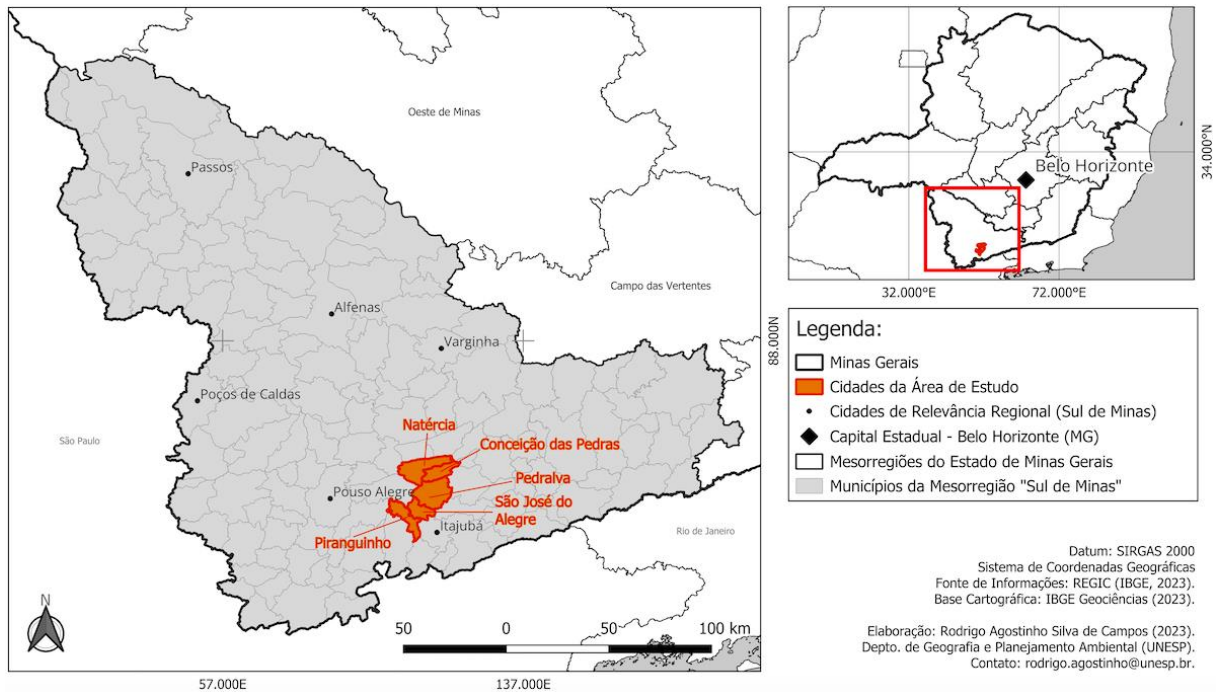 Oeste de Minas
Passos
Campo das Vertentes
Alfenas
Varginha
Poços de Caldas
São Paulo
Natércia
Conceição das Pedras
Pedralva
Pouso Alegre
São José do
Alegre
Itajubá
Piranguinho
Rio de Janeiro
N
50 0 50 100 km
57.000E 137.000E
88.000N
Belo Horizonte
34.000°N
32.000°E 72.000°E
Legenda:
Minas Gerais
Cidades da Área de Estudo
Cidades de Relevância Regional (Sul de Minas)
Capital Estadual - Belo Horizonte (MG)
Mesorregiões do Estado de Minas Gerais
Municípios da Mesorregião "Sul de Minas"
Datum: SIRGAS 2000
Sistema de Coordenadas Geográficas
Fonte de Informações: REGIC (IBGE, 2023).
Base Cartográfica: IBGE Geociências (2023).
Elaboração: Rodrigo Agostinho Silva de Campos (2023).
Depto. de Geografia e Planejamento Ambiental (UNESP).
Contato: rodrigo.agostinho@unesp.br.